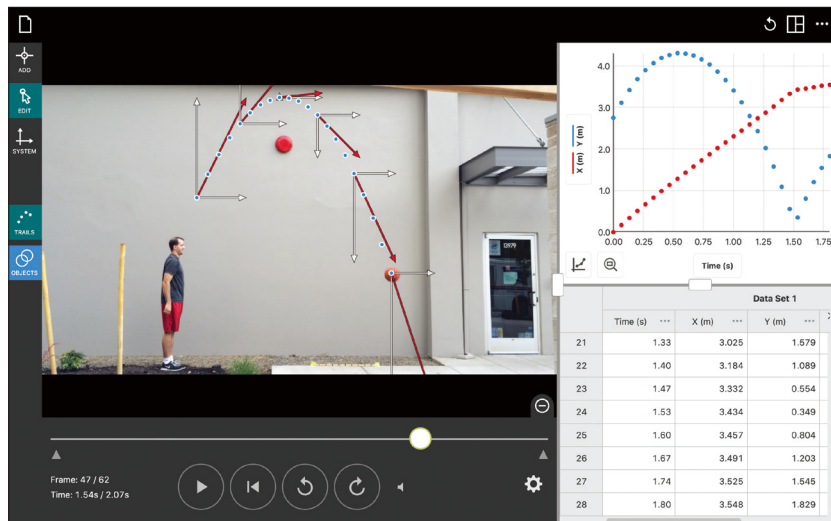 ADD
EDIT
SYSTEM
TRAILS
OBJECTS
0979
Frame: 47 / 62
Time: 1.54s / 2.07s
X (m) Y (m)
4.0
3.0
2.0
1.0
0.0
0.00 0.25 0.50 0.75 1.00 1.25 1.50 1.75
Time (s)
Data Set 1
Time (s) ··· X (m) ··· Y (m) ···
21 1.33 3.025 1.579
22 1.40 3.184 1.089
23 1.47 3.332 0.554
24 1.53 3.434 0.349
25 1.60 3.457 0.804
26 1.67 3.491 1.203
27 1.74 3.525 1.545
28 1.80 3.548 1.829